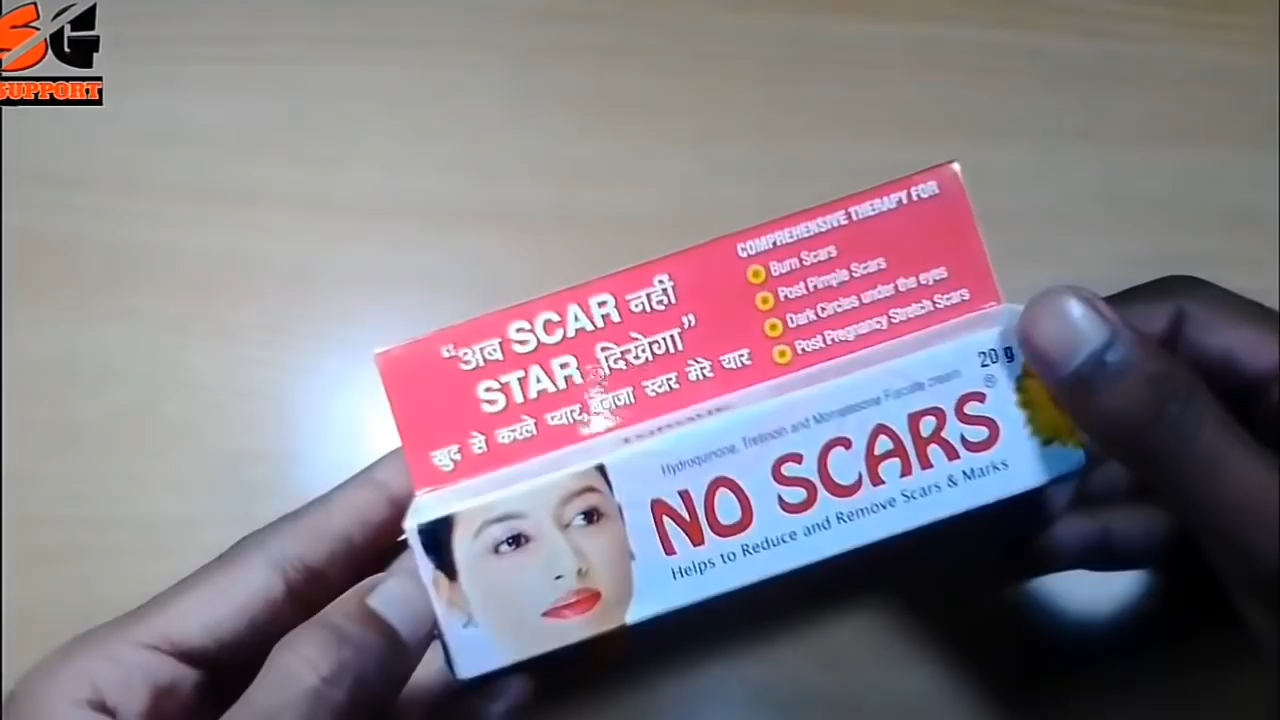 SG
SUPPORT
"अब SCAR नहीं
STAR दिखेगा"
खुद से करले प्यार, बनजा स्टार मेरे यार
COMPREHENSIVE THERAPY FOR
Burn Scars
Post Pimple Scars
Dark Circles under the eyes
Post Pregnancy Stretch Scars
20 g
Hydroquinone, Tretinoin and Mometasone Furoate cream
NO SCARS®
Helps to Reduce and Remove Scars & Marks